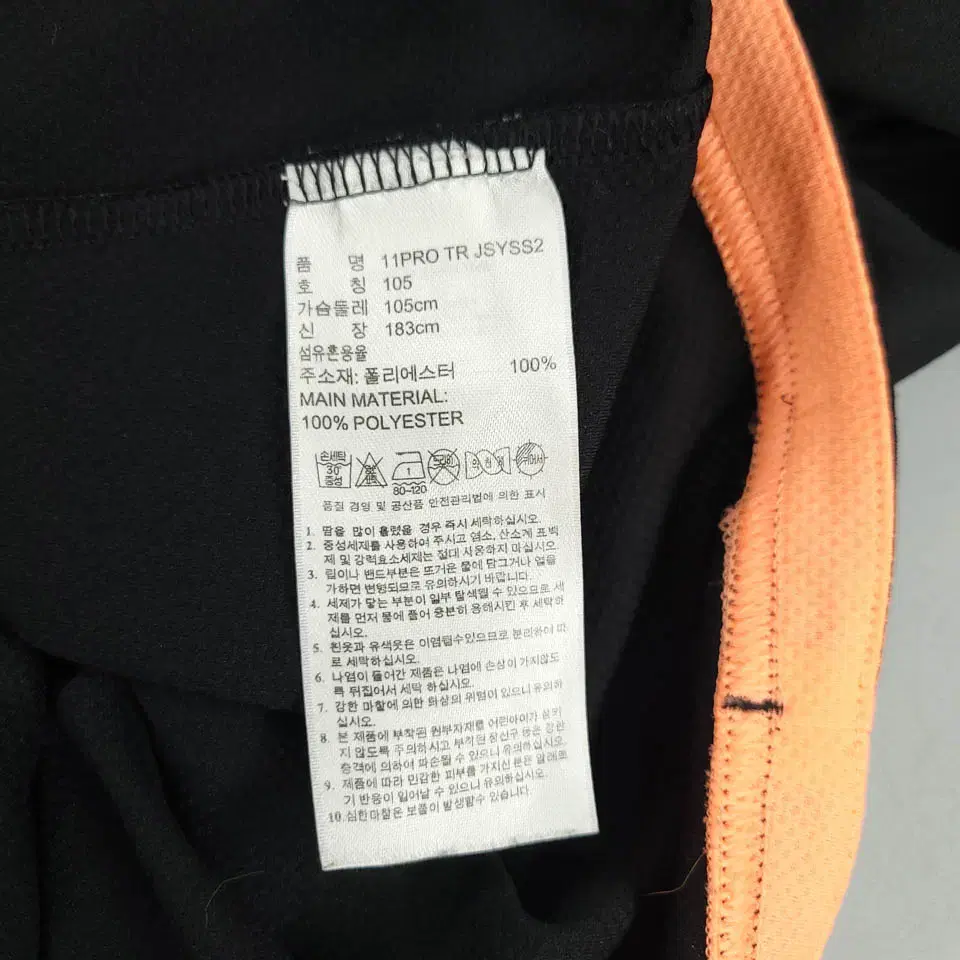 품 명 11PRO TR JSYSS2
호 칭 105
가슴둘레 105cm
신 장 183cm
섬유혼용율
주소재: 폴리에스터 100%
MAIN MATERIAL:
100% POLYESTER
손세탁
30
중성
1
80-120
드라이
품질 경영 및 공산품 안전관리법에 의한 표시
1. 땀을 많이 흘렸을 경우 즉시 세탁하십시오.
2. 중성세제를 사용하여 주시고 염소, 산소계 표백
제 및 강력효소세제는 절대 사용하지 마십시오.
3. 립이나 밴드부분은 뜨거운 물에 담그거나 열을
가하면 변형되므로 유의하시기 바랍니다.
4. 세제가 닿는 부분이 일부 탈색될 수 있으므로 세
제를 먼저 물에 풀어 충분히 용해시킨 후 세탁하
십시오.
5. 흰옷과 유색옷은 이염될수있으므로 분리하여 따
로 세탁하십시오.
6. 나염이 들어간 제품은 나염에 손상이 가지않도
록 뒤집어서 세탁 하십시오.
7. 강한 마찰에 의한 화상의 위험이 있으니 유의하
십시오.
8. 본 제품에 부착된 원부자재를 어린아이가 삼키
지 않도록 주의하시고 부착된 장신구 등은 강한
충격에 의하여 파손될 수 있으니 유의하십시오.
9. 제품에 따라 민감한 피부를 가지신 분은 알레르
기 반응이 일어날 수 있으니 유의하십시오.
10. 심한마찰은 보풀이 발생할수 있습니다.